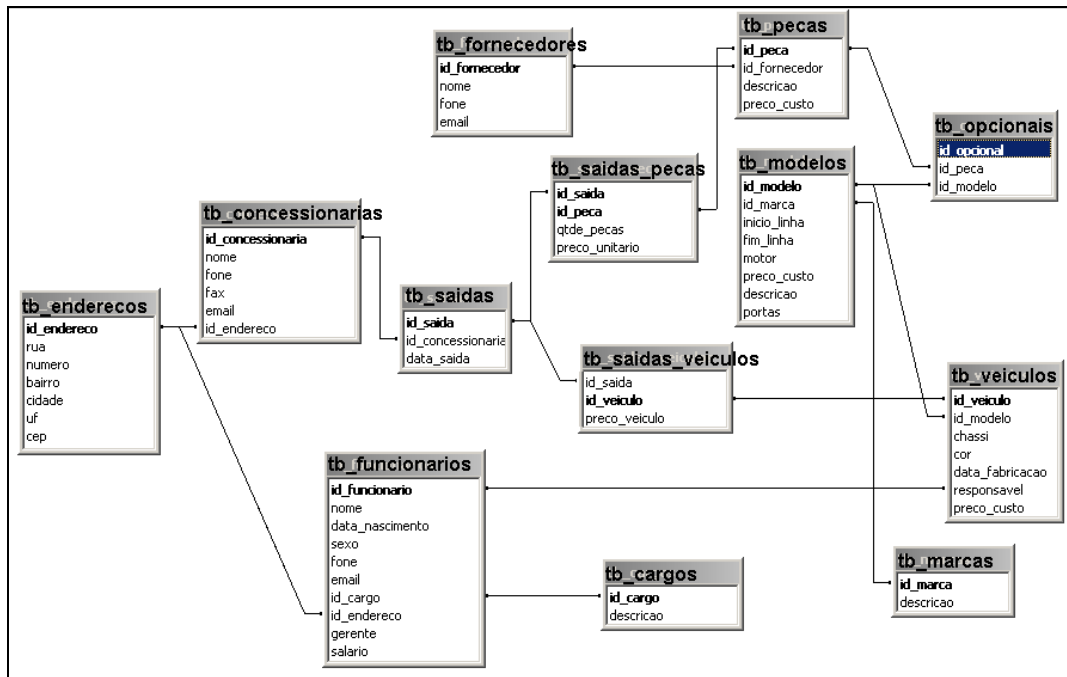 tb_fornecedores
id_fornecedor
nome
fone
email
tb_pecas
id_peca
id_fornecedor
descricao
preco_custo
tb_opcionais
id_opcional
id_peca
id_modelo
tb_saidas_pecas
id_saida
id_peca
qtde_pecas
preco_unitario
tb_modelos
id_modelo
id_marca
inicio_linha
fim_linha
motor
preco_custo
descricao
portas
tb_concessionarias
id_concessionaria
nome
fone
fax
email
id_endereco
tb_enderecos
id_endereco
rua
numero
bairro
cidade
uf
cep
tb_saidas
id_saida
id_concessionaria
data_saida
tb_saidas_veiculos
id_saida
id_veiculo
preco_veiculo
tb_veiculos
id_veiculo
id_modelo
chassi
cor
data_fabricacao
responsavel
preco_custo
tb_funcionarios
id_funcionario
nome
data_nascimento
sexo
fone
email
id_cargo
id_endereco
gerente
salario
tb_cargos
id_cargo
descricao
tb_marcas
id_marca
descricao